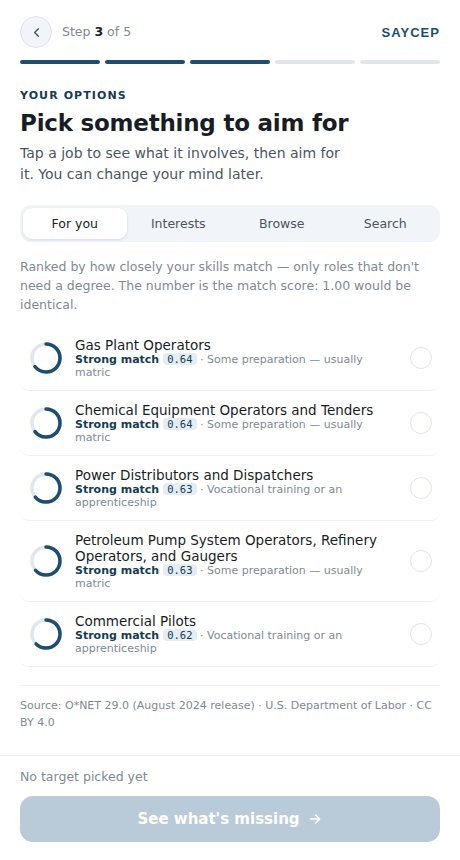 Step 3 of 5
SAYCEP
YOUR OPTIONS
Pick something to aim for
Tap a job to see what it involves, then aim for
it. You can change your mind later.
For you
Interests
Browse
Search
Ranked by how closely your skills match — only roles that don't
need a degree. The number is the match score: 1.00 would be
identical.
Gas Plant Operators
Strong match 0.64 · Some preparation — usually
matric
Chemical Equipment Operators and Tenders
Strong match 0.64 · Some preparation — usually
matric
Power Distributors and Dispatchers
Strong match 0.63 · Vocational training or an
apprenticeship
Petroleum Pump System Operators, Refinery
Operators, and Gaugers
Strong match 0.63 · Some preparation — usually
matric
Commercial Pilots
Strong match 0.62 · Vocational training or an
apprenticeship
Source: O*NET 29.0 (August 2024 release) · U.S. Department of Labor · CC
BY 4.0
No target picked yet
See what's missing →